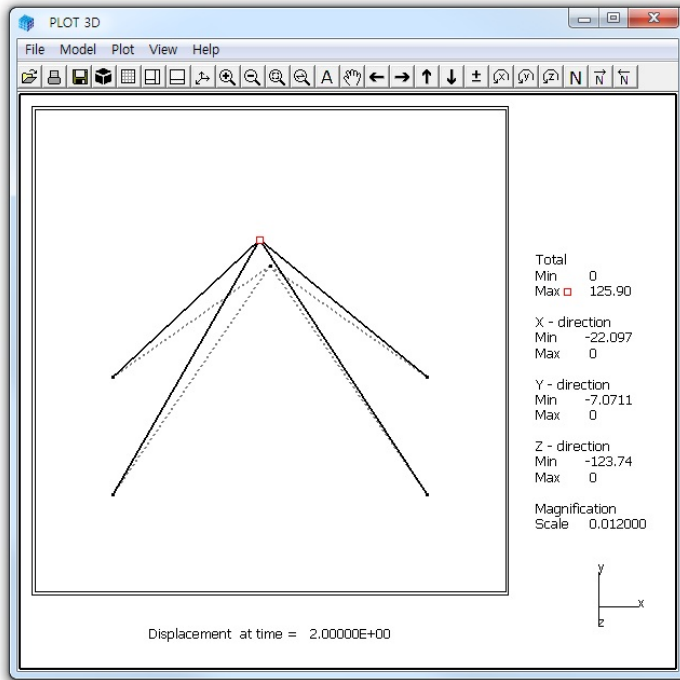 PLOT 3D
File Model Plot View Help
A N N N
Total
Min 0
Max 125.90
X - direction
Min -22.097
Max 0
Y - direction
Min -7.0711
Max 0
Z - direction
Min -123.74
Max 0
Magnification
Scale 0.012000
y
x
z
Displacement at time = 2.00000E+00